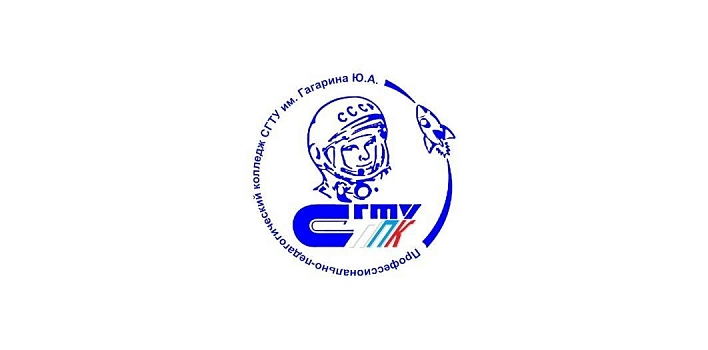 Профессионально-педагогический колледж СГТУ им. Гагарина Ю.А.
СССР
СГТУ
ППК